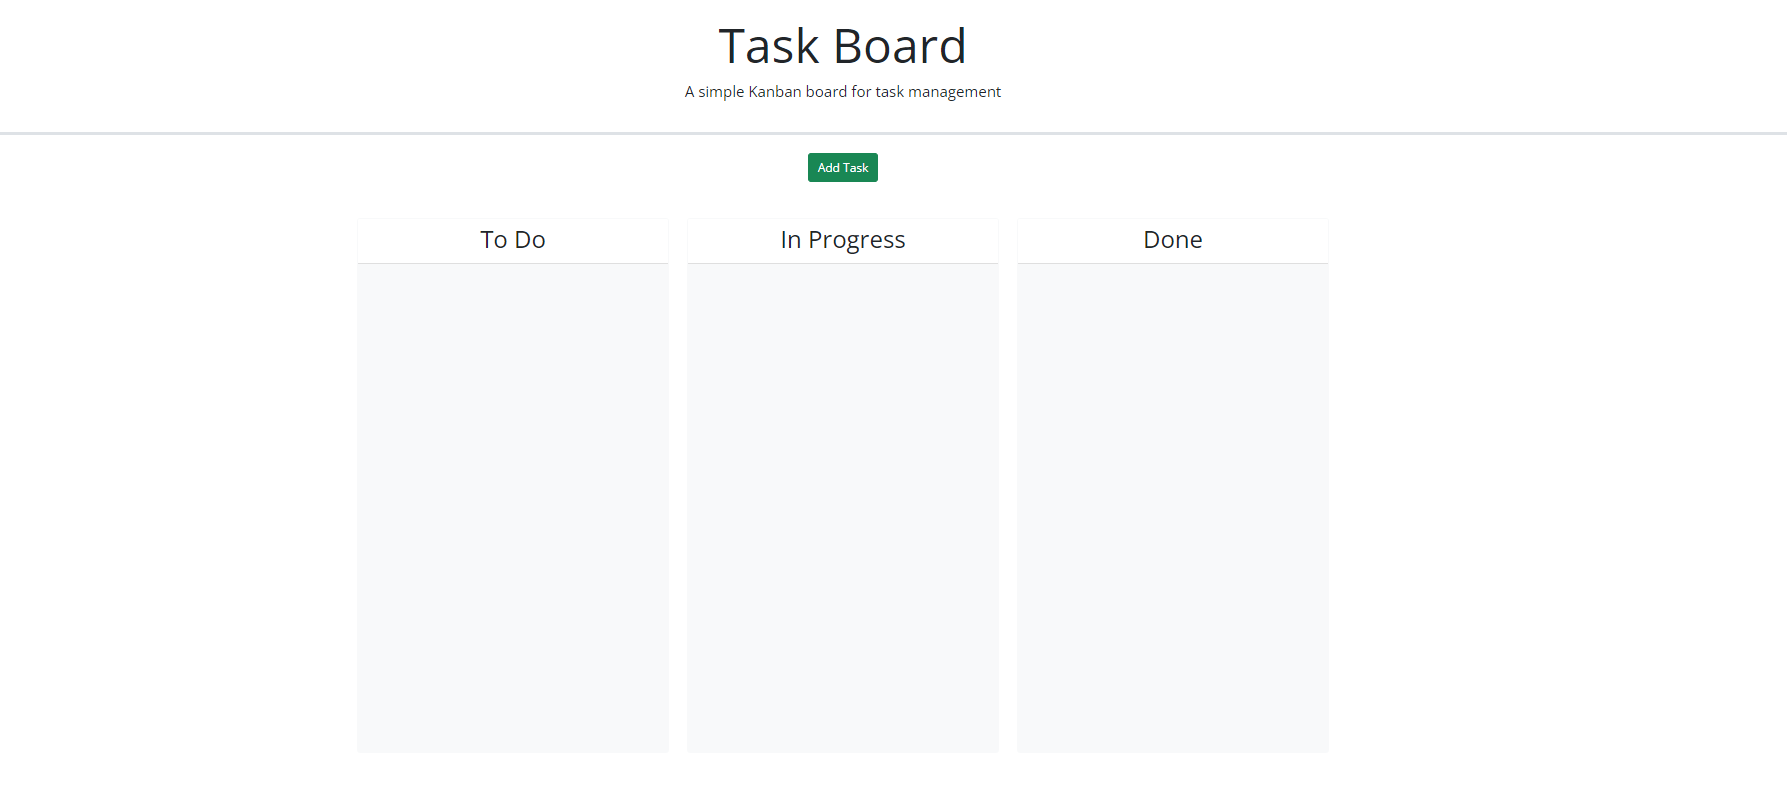 Task Board
A simple Kanban board for task management
Add Task
To Do
In Progress
Done